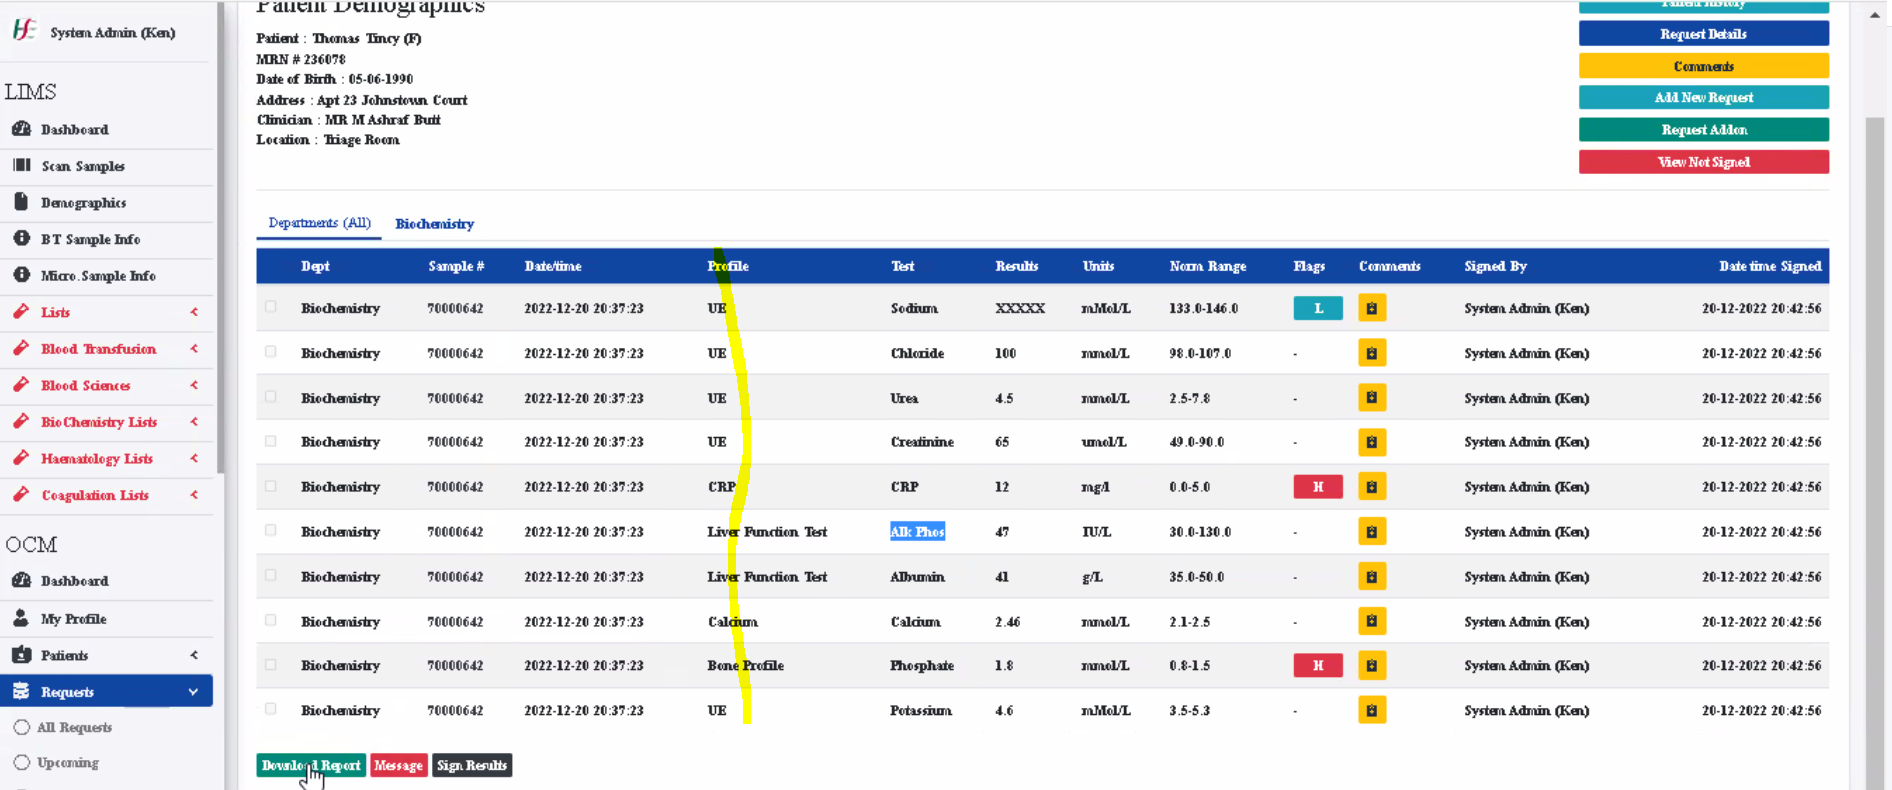 System Admin (Ken)
LIMS
Dashboard
Scan Samples
Demographics
BT Sample Info
Micro.Sample Info
Lists
Blood Transfusion
Blood Sciences
BioChemistry Lists
Haematology Lists
Coagulation Lists
OCM
Dashboard
My Profile
Patients
Requests
All Requests
Upcoming
Patient Demographics
Patient : Thomas Tincy (F)
MRN # 236078
Date of Birth : 05-06-1990
Address : Apt 23 Johnstown Court
Clinician : MR M Ashraf Butt
Location : Triage Room
Patient History
Request Details
Comments
Add New Request
Request Addon
View Not Signed
Departments (All) Biochemistry
Dept Sample # Date/time Profile Test Results Units Norm Range Flags Comments Signed By Date time Signed
Biochemistry 70000642 2022-12-20 20:37:23 UE Sodium XXXXX mMol/L 133.0-146.0 L System Admin (Ken) 20-12-2022 20:42:56
Biochemistry 70000642 2022-12-20 20:37:23 UE Chloride 100 mmol/L 98.0-107.0 - System Admin (Ken) 20-12-2022 20:42:56
Biochemistry 70000642 2022-12-20 20:37:23 UE Urea 4.5 mmol/L 2.5-7.8 - System Admin (Ken) 20-12-2022 20:42:56
Biochemistry 70000642 2022-12-20 20:37:23 UE Creatinine 65 umol/L 49.0-90.0 - System Admin (Ken) 20-12-2022 20:42:56
Biochemistry 70000642 2022-12-20 20:37:23 CRP CRP 12 mg/l 0.0-5.0 H System Admin (Ken) 20-12-2022 20:42:56
Biochemistry 70000642 2022-12-20 20:37:23 Liver Function Test Alk Phos 47 IU/L 30.0-130.0 - System Admin (Ken) 20-12-2022 20:42:56
Biochemistry 70000642 2022-12-20 20:37:23 Liver Function Test Albumin 41 g/L 35.0-50.0 - System Admin (Ken) 20-12-2022 20:42:56
Biochemistry 70000642 2022-12-20 20:37:23 Calcium Calcium 2.46 mmol/L 2.1-2.5 - System Admin (Ken) 20-12-2022 20:42:56
Biochemistry 70000642 2022-12-20 20:37:23 Bone Profile Phosphate 1.8 mmol/L 0.8-1.5 H System Admin (Ken) 20-12-2022 20:42:56
Biochemistry 70000642 2022-12-20 20:37:23 UE Potassium 4.6 mMol/L 3.5-5.3 - System Admin (Ken) 20-12-2022 20:42:56
Download Report Message Sign Results